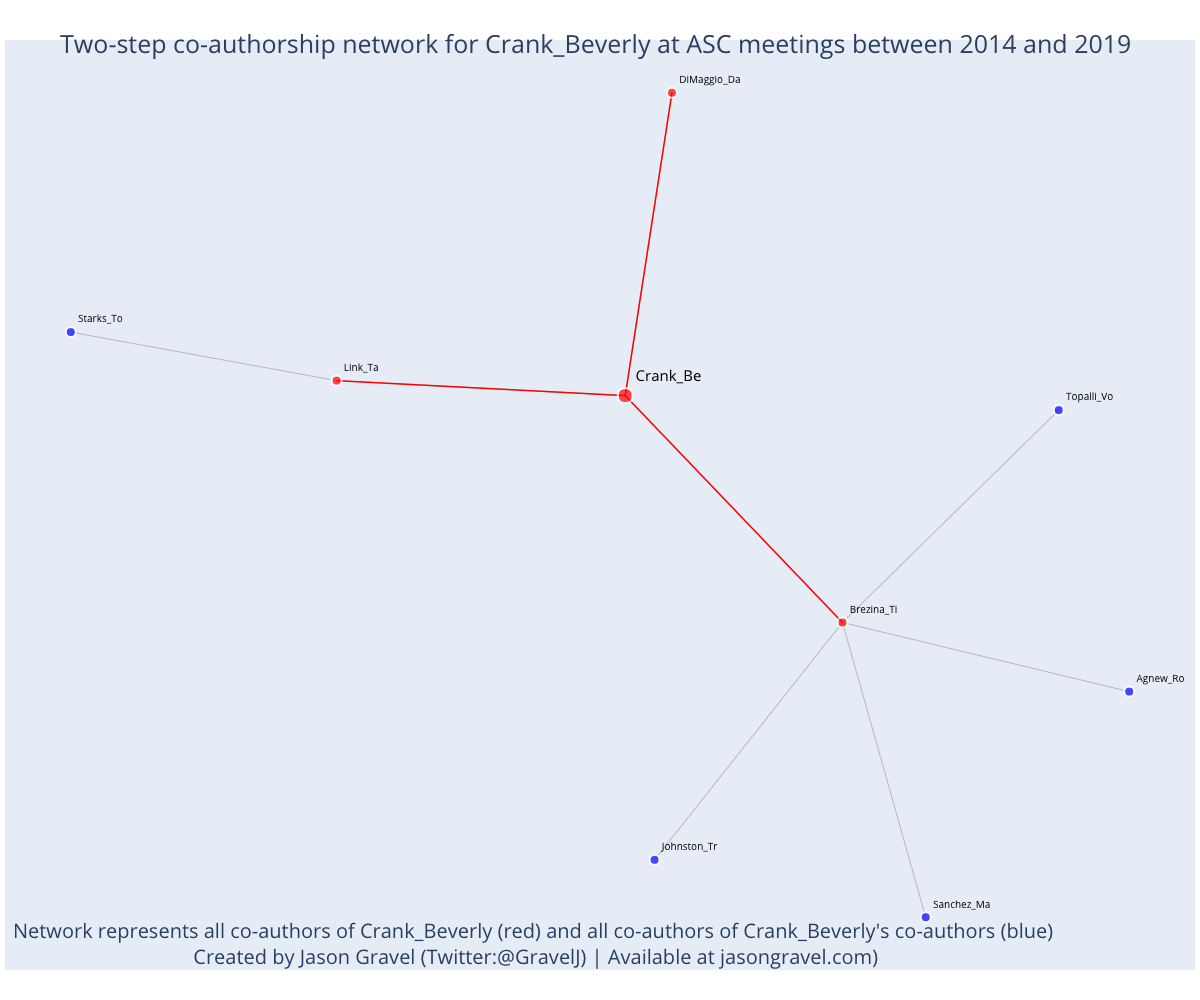 Two-step co-authorship network for Crank_Beverly at ASC meetings between 2014 and 2019
DiMaggio_Da
Starks_To
Link_Ta
Crank_Be
Topalli_Vo
Brezina_Ti
Agnew_Ro
Johnston_Tr
Sanchez_Ma
Network represents all co-authors of Crank_Beverly (red) and all co-authors of Crank_Beverly's co-authors (blue)
Created by Jason Gravel (Twitter:@GravelJ) | Available at jasongravel.com)